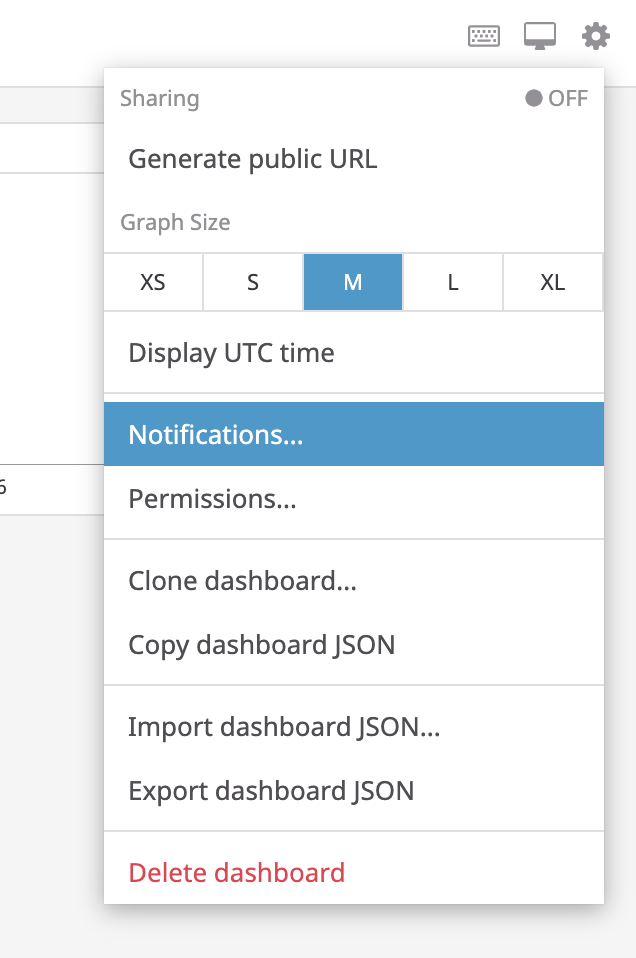 Sharing OFF
Generate public URL
Graph Size
XS S M L XL
Display UTC time
Notifications...
6
Permissions...
Clone dashboard...
Copy dashboard JSON
Import dashboard JSON...
Export dashboard JSON
Delete dashboard